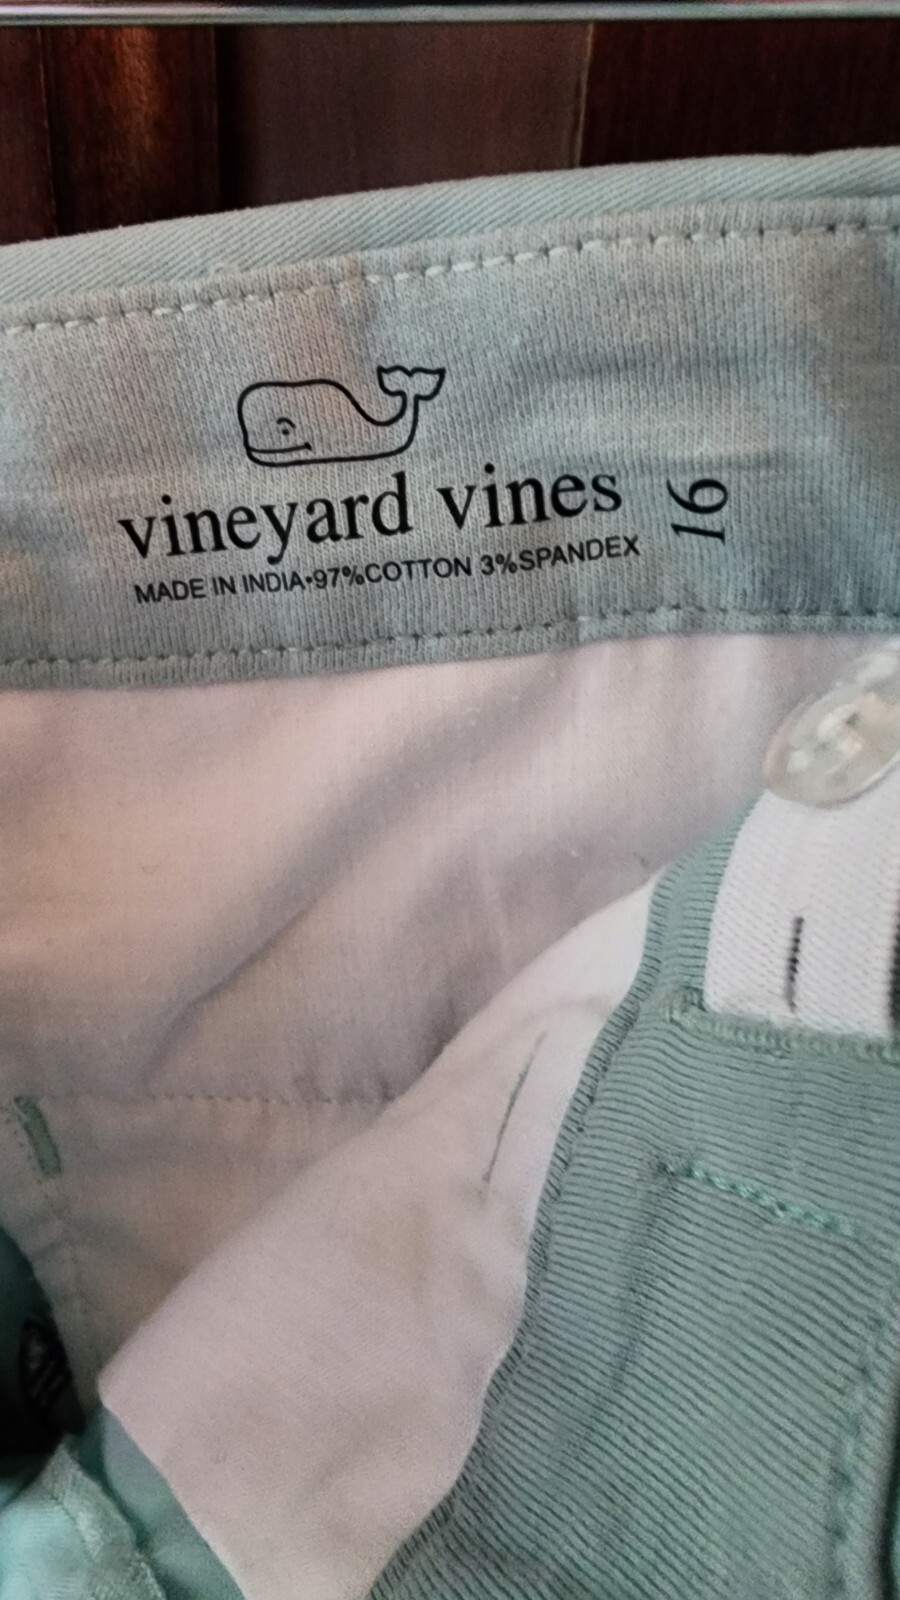 vineyard vines
MADE IN INDIA•97%COTTON 3%SPANDEX
16